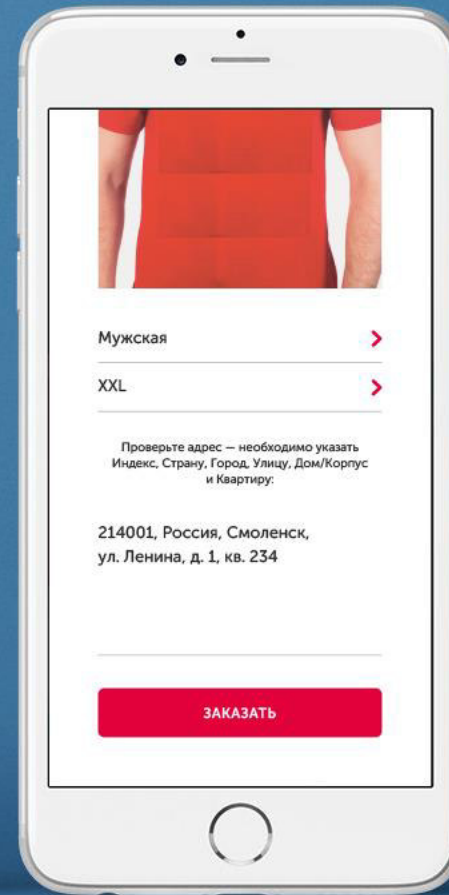 Мужская
XXL
Проверьте адрес — необходимо указать
Индекс, Страну, Город, Улицу, Дом/Корпус
и Квартиру:
214001, Россия, Смоленск,
ул. Ленина, д. 1, кв. 234
ЗАКАЗАТЬ